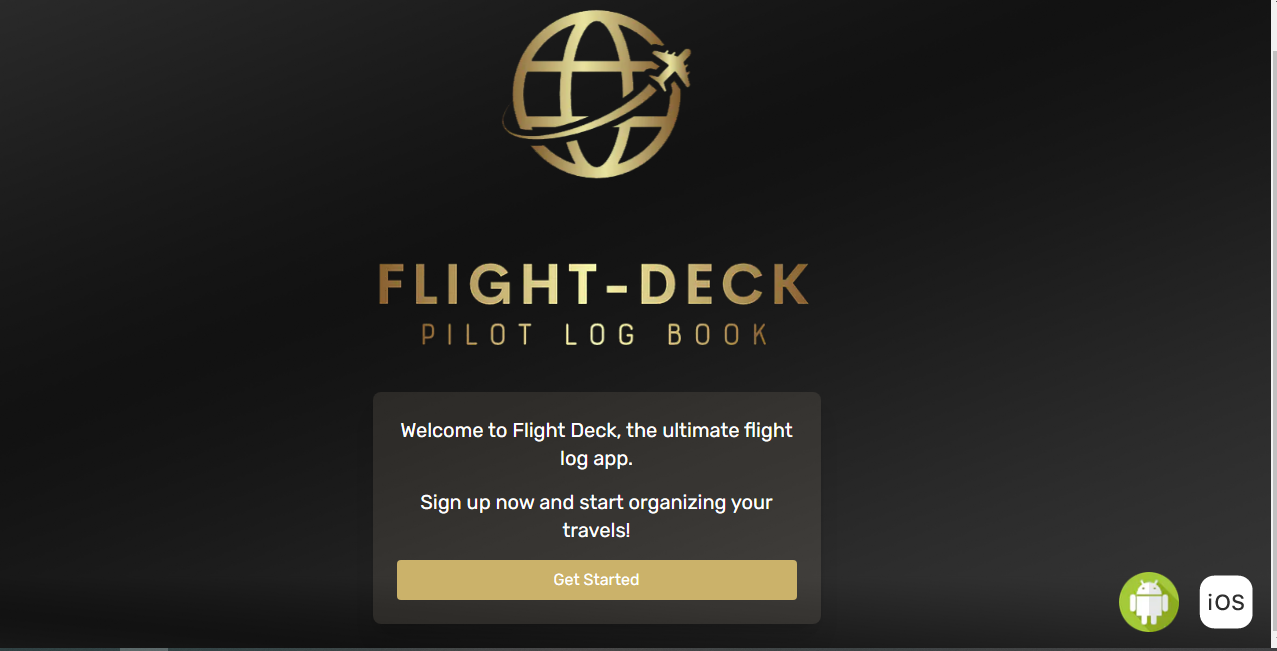 FLIGHT-DECK
PILOT LOG BOOK
Welcome to Flight Deck, the ultimate flight
log app.
Sign up now and start organizing your
travels!
Get Started
iOS